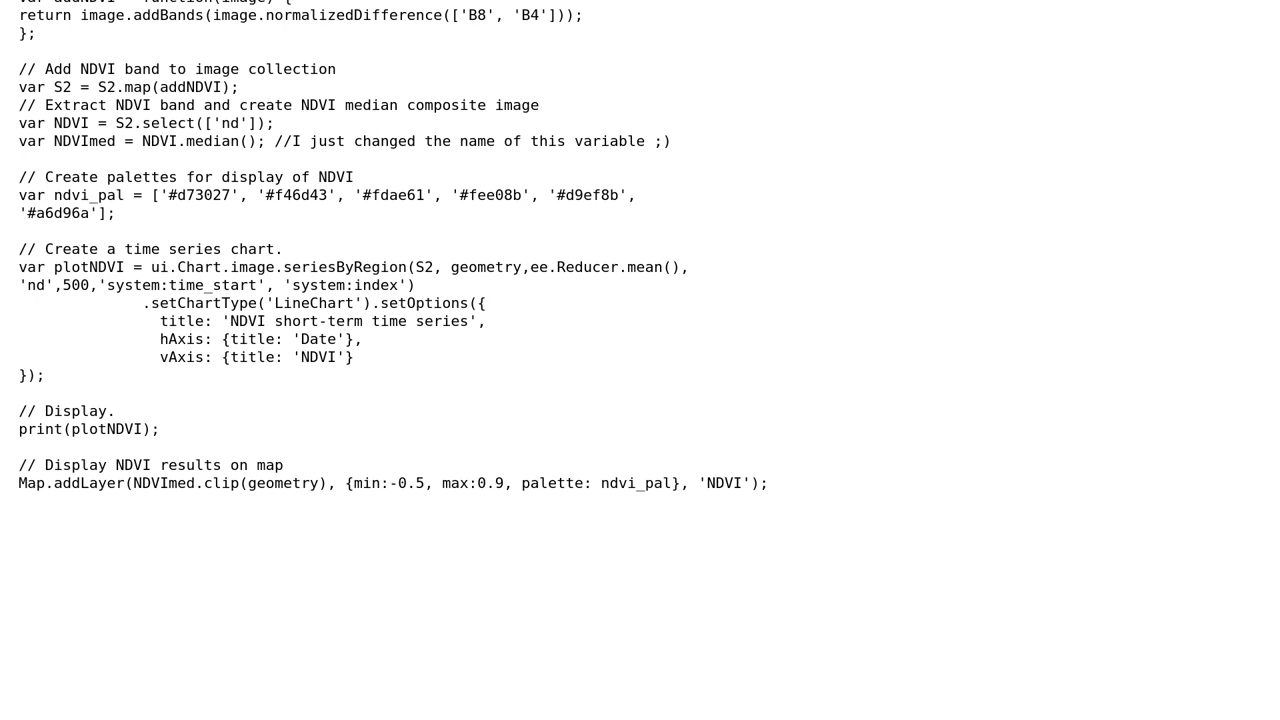 var addNDVI = function(image) {
return image.addBands(image.normalizedDifference(['B8', 'B4']));
};
// Add NDVI band to image collection
var S2 = S2.map(addNDVI);
// Extract NDVI band and create NDVI median composite image
var NDVI = S2.select(['nd']);
var NDVImed = NDVI.median(); //I just changed the name of this variable ;)
// Create palettes for display of NDVI
var ndvi_pal = ['#d73027', '#f46d43', '#fdae61', '#fee08b', '#d9ef8b',
'#a6d96a'];
// Create a time series chart.
var plotNDVI = ui.Chart.image.seriesByRegion(S2, geometry,ee.Reducer.mean(),
'nd',500,'system:time_start', 'system:index')
.setChartType('LineChart').setOptions({
title: 'NDVI short-term time series',
hAxis: {title: 'Date'},
vAxis: {title: 'NDVI'}
});
// Display.
print(plotNDVI);
// Display NDVI results on map
Map.addLayer(NDVImed.clip(geometry), {min:-0.5, max:0.9, palette: ndvi_pal}, 'NDVI');